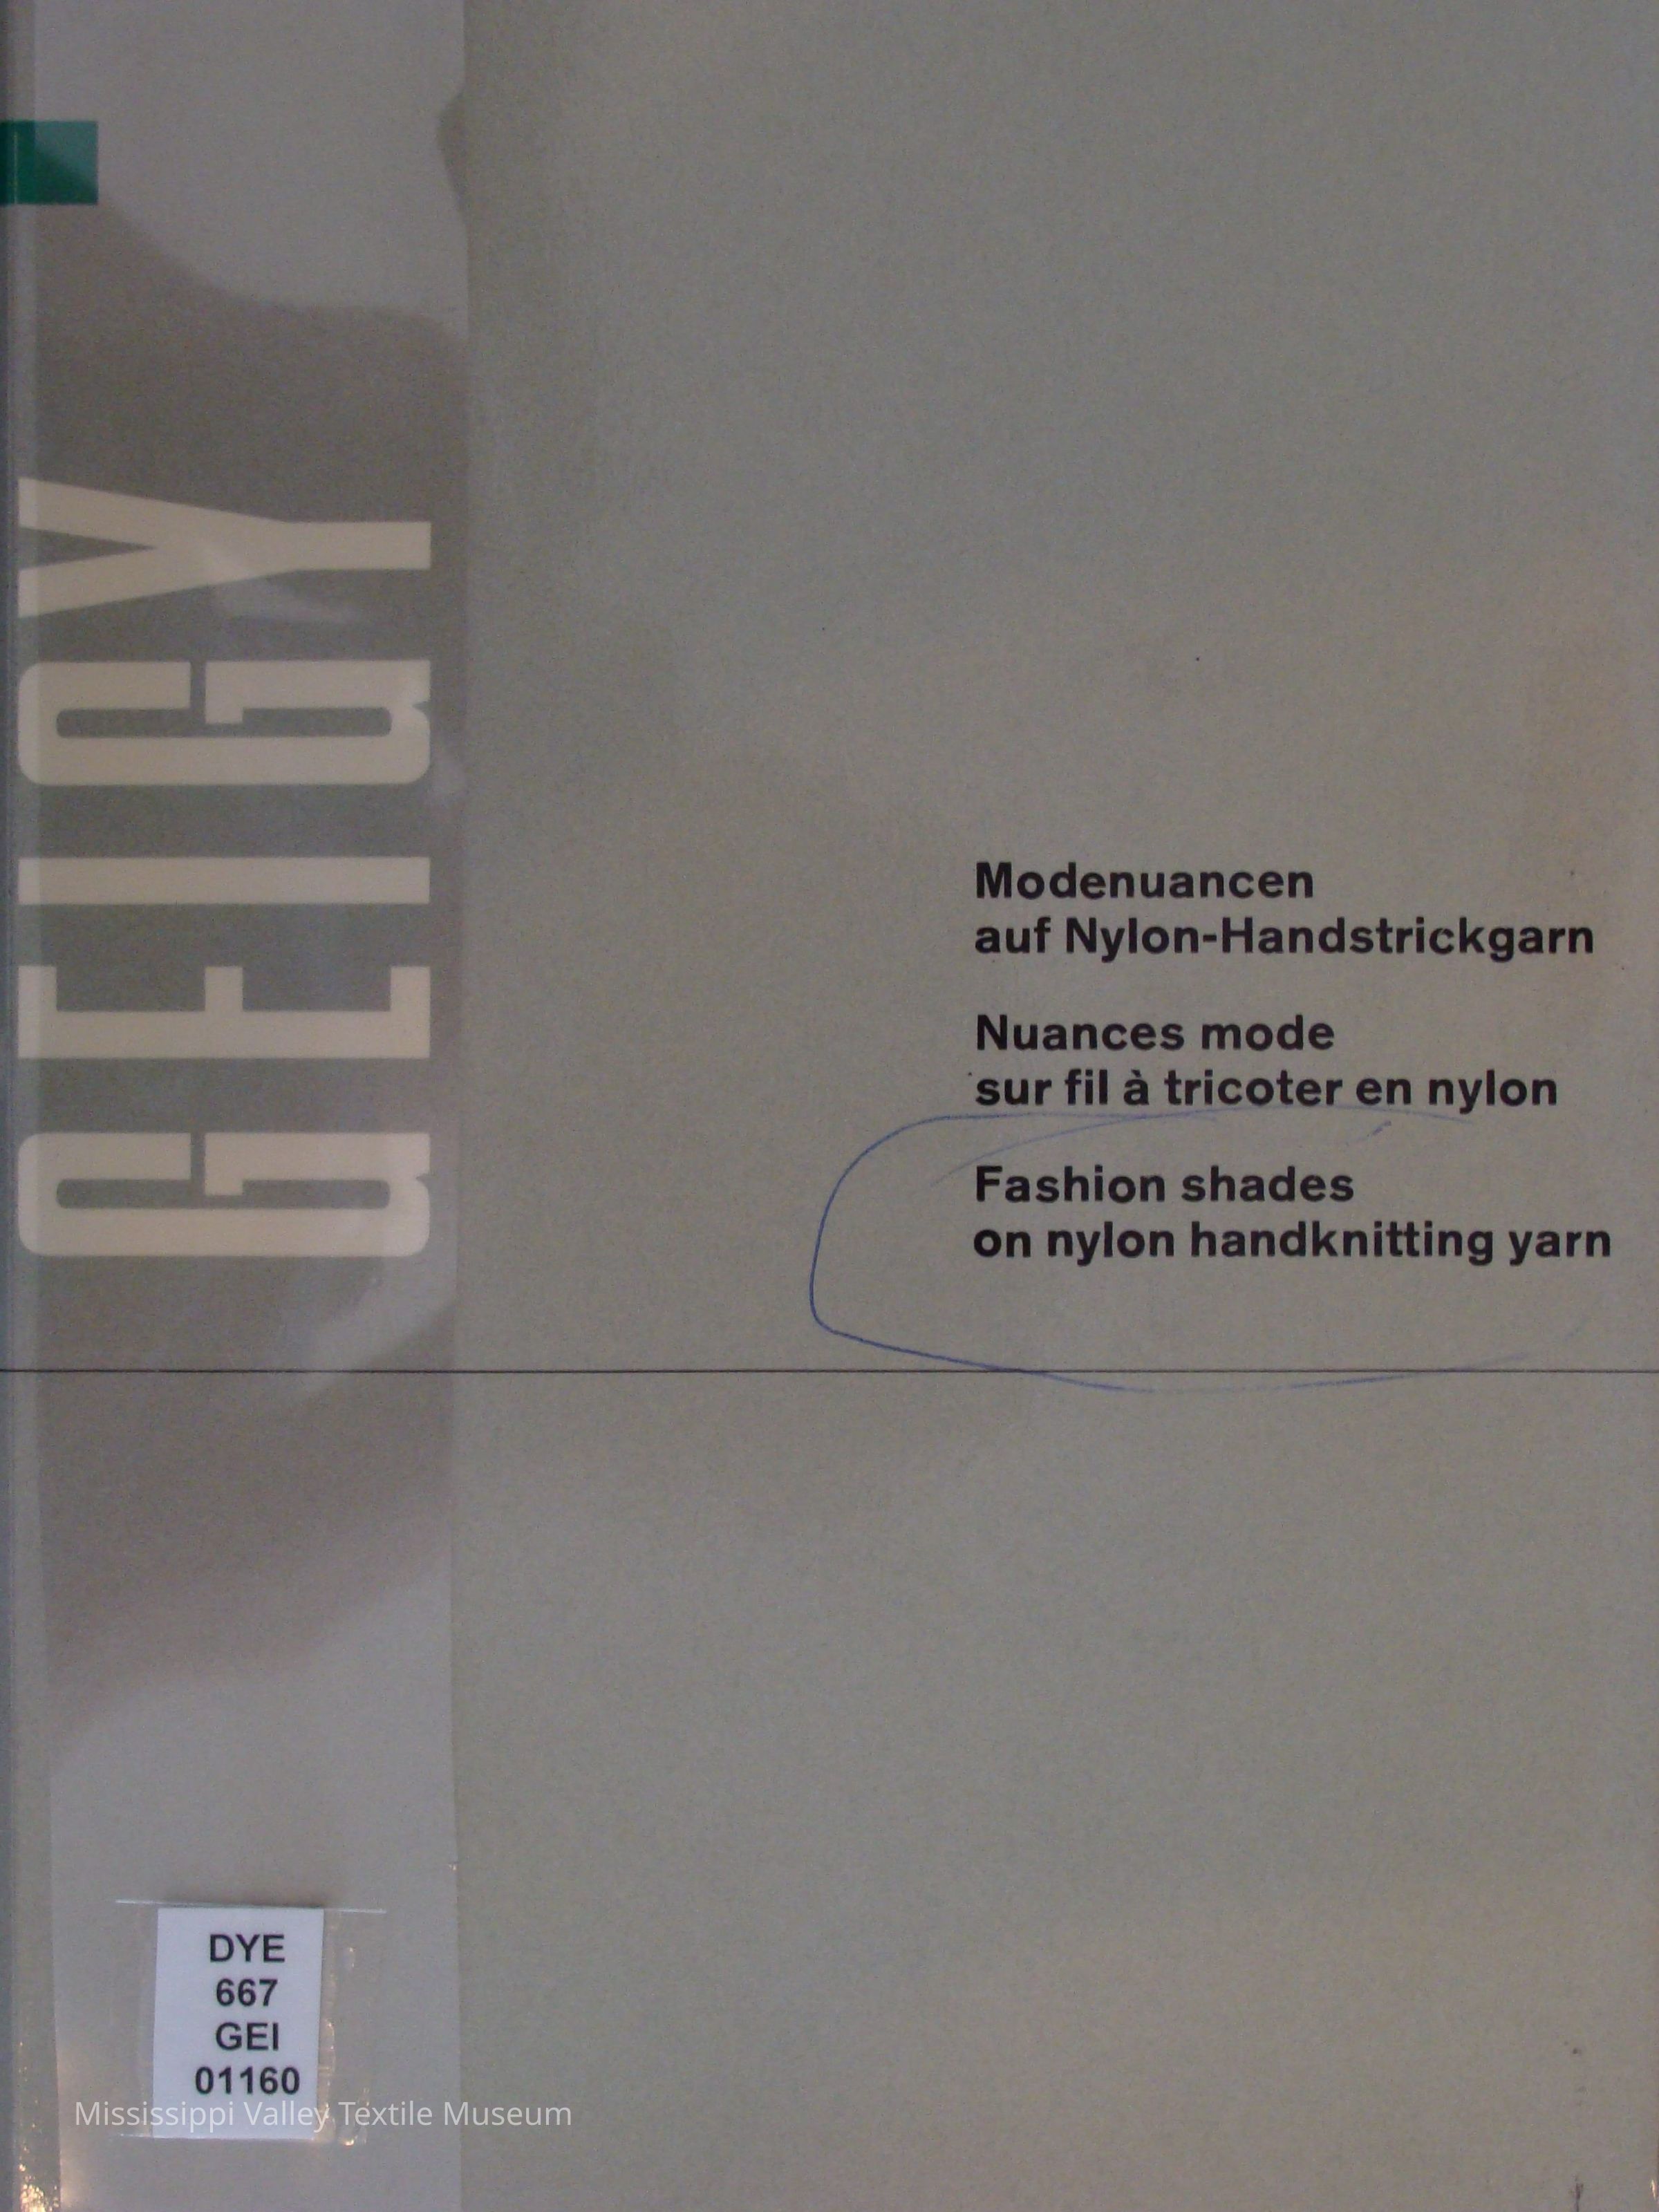 GEIGY
Modenuancen
auf Nylon-Handstrickgarn
Nuances mode
sur fil à tricoter en nylon
Fashion shades
on nylon handknitting yarn
DYE
667
GEI
01160
Mississippi Valley Textile Museum